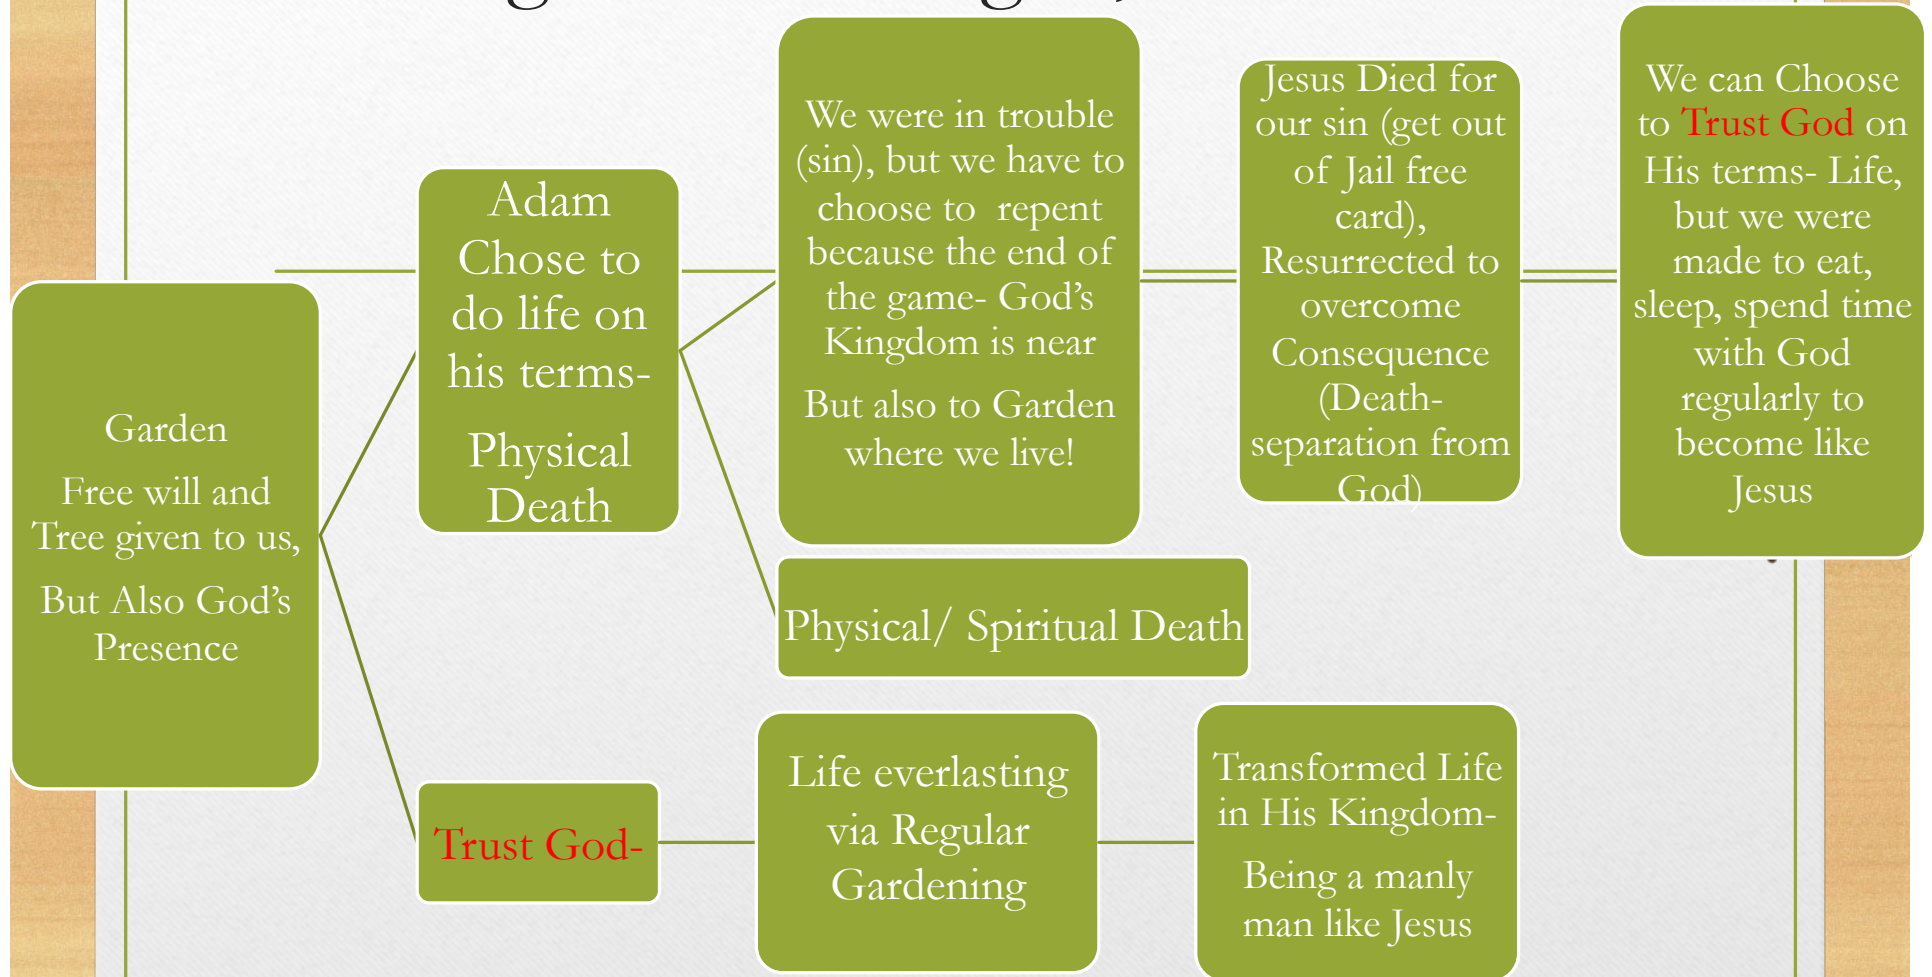 Garden
Free will and
Tree given to us,
But Also God's
Presence
Adam
Chose to
do life on
his terms-
Physical
Death
We were in trouble
(sin), but we have to
choose to repent
because the end of
the game- God's
Kingdom is near
But also to Garden
where we live!
Jesus Died for
our sin (get out
of Jail free
card),
Resurrected to
overcome
Consequence
(Death-
separation from
God)
We can Choose
to Trust God on
His terms- Life,
but we were
made to eat,
sleep, spend time
with God
regularly to
become like
Jesus
Physical/ Spiritual Death
Trust God-
Life everlasting
via Regular
Gardening
Transformed Life
in His Kingdom-
Being a manly
man like Jesus